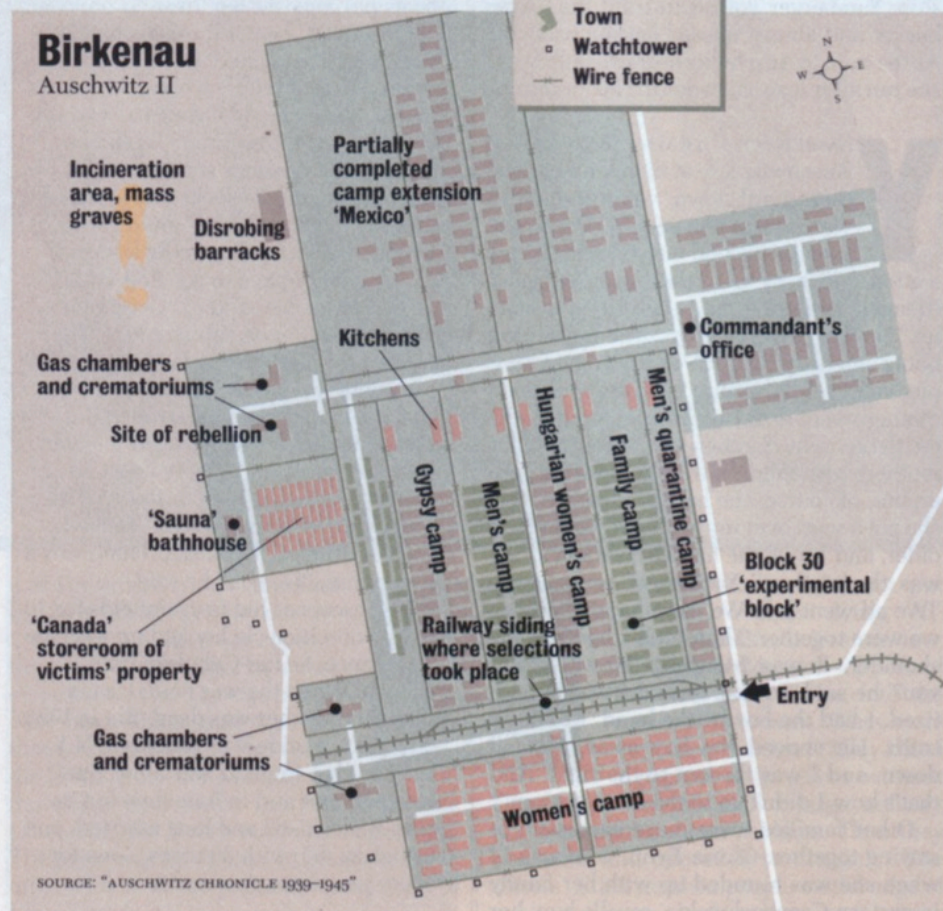 Birkenau
Auschwitz II
Town
Watchtower
Wire fence
N
W
E
S
Incineration
area, mass
graves
Disrobing
barracks
Partially
completed
camp extension
‘Mexico’
Kitchens
Commandant’s
office
Gas chambers
and crematoriums
Site of rebellion
‘Sauna’
bathhouse
‘Canada’
storeroom of
victims’ property
Gypsy camp
Men’s camp
Hungarian women’s camp
Family camp
Men’s quarantine camp
Block 30
‘experimental
block’
Railway siding
where selections
took place
Entry
Gas chambers
and crematoriums
Women’s camp
SOURCE: “AUSCHWITZ CHRONICLE 1939–1945”